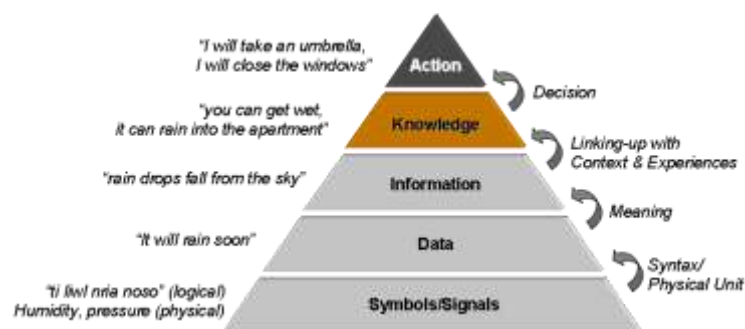 "I will take an umbrella,
I will close the windows"
Action
Decision
"you can get wet,
it can rain into the apartment"
Knowledge
Linking-up with
Context & Experiences
"rain drops fall from the sky"
Information
Meaning
"It will rain soon"
Data
Syntax/
Physical Unit
"ti liwl nria noso" (logical)
Humidity, pressure (physical)
Symbols/Signals